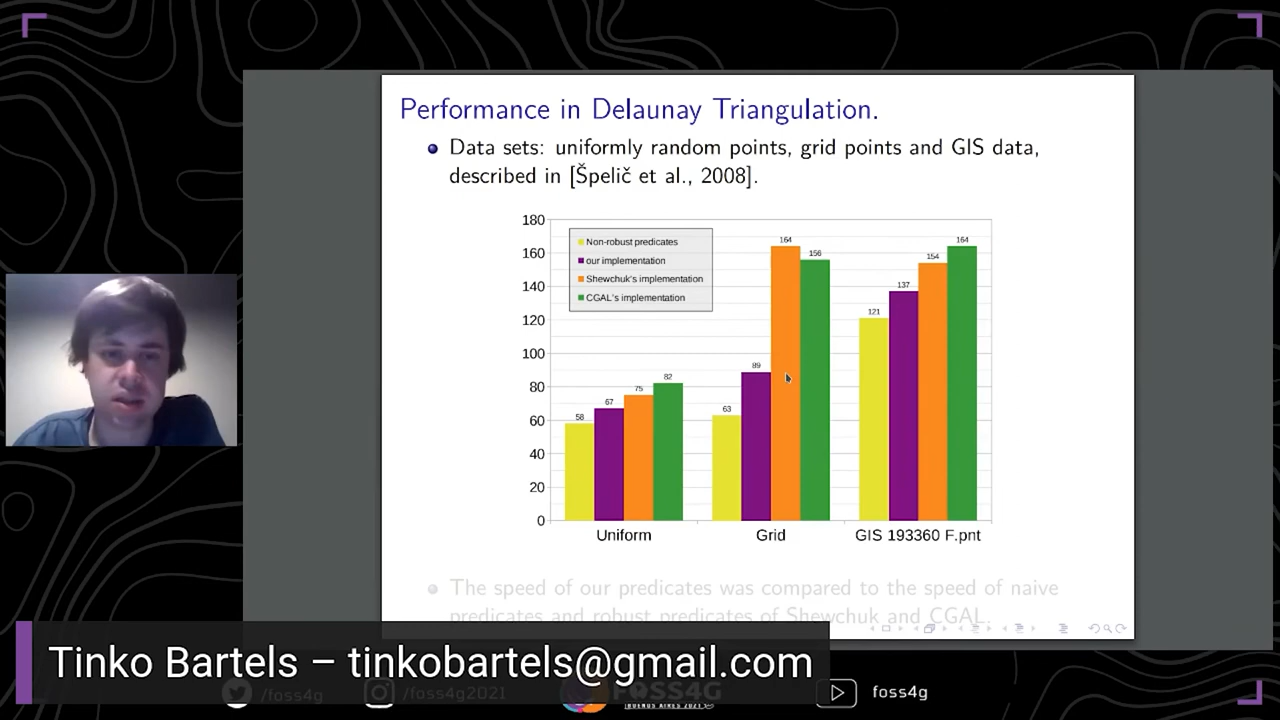 Performance in Delaunay Triangulation.
Data sets: uniformly random points, grid points and GIS data,
described in [Špelič et al., 2008].
180
160
140
120
100
80
60
40
20
0
Non-robust predicates
our implementation
Shewchuk's implementation
CGAL's implementation
58
67
75
82
63
89
164
156
121
137
154
164
Uniform
Grid
GIS 193360 F.pnt
The speed of our predicates was compared to the speed of naive
predicates and robust predicates of Shewchuk and CGAL.
Tinko Bartels – tinkobartels@gmail.com
/foss4g
/foss4g2021
FOSS4G
BUENOS AIRES 2021
foss4g